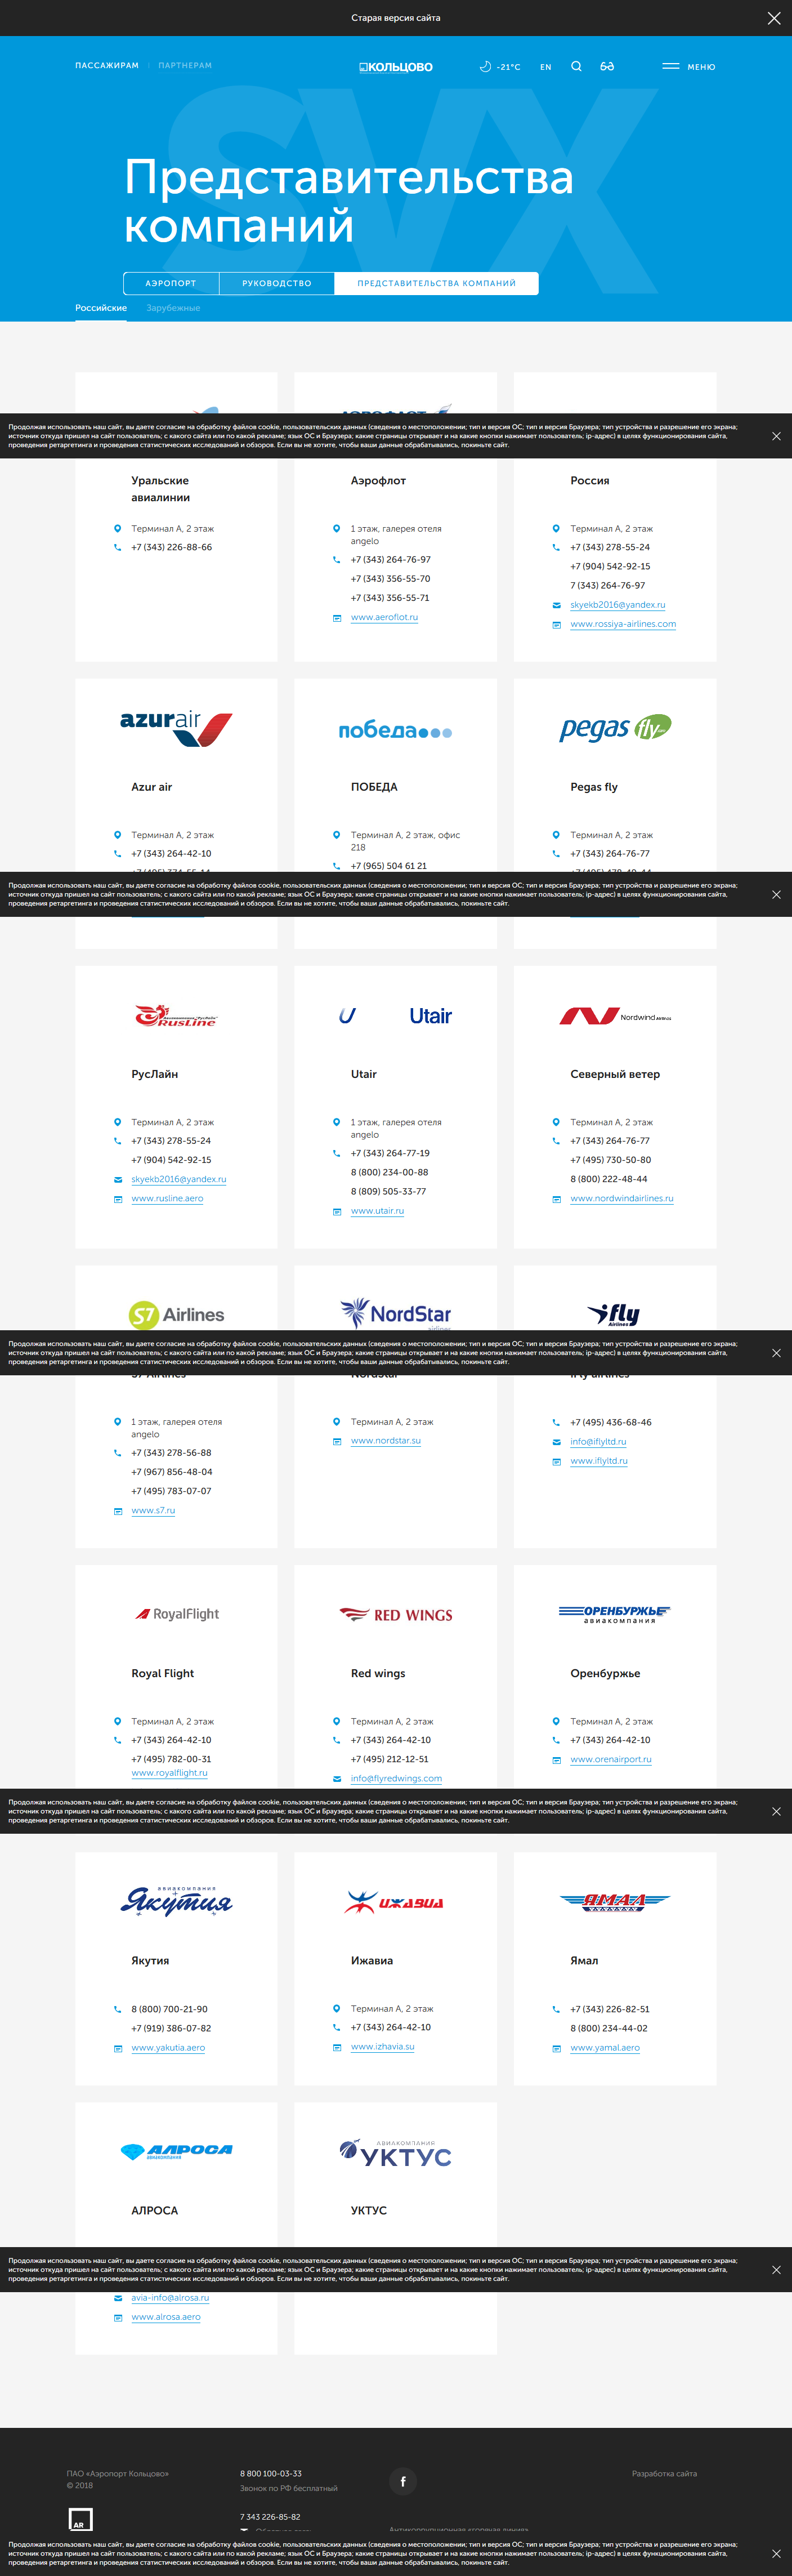 Старая версия сайта
ПАССАЖИРАМ
ПАРТНЕРАМ
КОЛЬЦОВО
-21°C
EN
МЕНЮ
SVX
Представительства
компаний
АЭРОПОРТ
РУКОВОДСТВО
ПРЕДСТАВИТЕЛЬСТВА КОМПАНИЙ
Российские
Зарубежные
Продолжая использовать наш сайт, вы даете согласие на обработку файлов cookie, пользовательских данных (сведения о местоположении; тип и версия ОС; тип и версия Браузера; тип устройства и разрешение его экрана;
источник откуда пришел на сайт пользователь; с какого сайта или по какой рекламе; язык ОС и Браузера; какие страницы открывает и на какие кнопки нажимает пользователь; ip-адрес) в целях функционирования сайта,
проведения ретаргетинга и проведения статистических исследований и обзоров. Если вы не хотите, чтобы ваши данные обрабатывались, покиньте сайт.
Уральские
авиалинии
Терминал А, 2 этаж
+7 (343) 226-88-66
Аэрофлот
1 этаж, галерея отеля
angelo
+7 (343) 264-76-97
+7 (343) 356-55-70
+7 (343) 356-55-71
www.aeroflot.ru
Россия
Терминал А, 2 этаж
+7 (343) 278-55-24
+7 (904) 542-92-15
7 (343) 264-76-97
skyekb2016@yandex.ru
www.rossiya-airlines.com
azurair
Azur air
Терминал А, 2 этаж
+7 (343) 264-42-10
победа
ПОБЕДА
Терминал А, 2 этаж, офис
218
+7 (965) 504 61 21
pegas fly
Pegas fly
Терминал А, 2 этаж
+7 (343) 264-76-77
Продолжая использовать наш сайт, вы даете согласие на обработку файлов cookie, пользовательских данных (сведения о местоположении; тип и версия ОС; тип и версия Браузера; тип устройства и разрешение его экрана;
источник откуда пришел на сайт пользователь; с какого сайта или по какой рекламе; язык ОС и Браузера; какие страницы открывает и на какие кнопки нажимает пользователь; ip-адрес) в целях функционирования сайта,
проведения ретаргетинга и проведения статистических исследований и обзоров. Если вы не хотите, чтобы ваши данные обрабатывались, покиньте сайт.
RusLine
РусЛайн
Терминал А, 2 этаж
+7 (343) 278-55-24
+7 (904) 542-92-15
skyekb2016@yandex.ru
www.rusline.aero
Utair
Utair
1 этаж, галерея отеля
angelo
+7 (343) 264-77-19
8 (800) 234-00-88
8 (809) 505-33-77
www.utair.ru
Nordwind Airlines
Северный ветер
Терминал А, 2 этаж
+7 (343) 264-76-77
+7 (495) 730-50-80
8 (800) 222-48-44
www.nordwindairlines.ru
S7 Airlines
NordStar
ifly
Airlines
Продолжая использовать наш сайт, вы даете согласие на обработку файлов cookie, пользовательских данных (сведения о местоположении; тип и версия ОС; тип и версия Браузера; тип устройства и разрешение его экрана;
источник откуда пришел на сайт пользователь; с какого сайта или по какой рекламе; язык ОС и Браузера; какие страницы открывает и на какие кнопки нажимает пользователь; ip-адрес) в целях функционирования сайта,
проведения ретаргетинга и проведения статистических исследований и обзоров. Если вы не хотите, чтобы ваши данные обрабатывались, покиньте сайт.
1 этаж, галерея отеля
angelo
+7 (343) 278-56-88
+7 (967) 856-48-04
+7 (495) 783-07-07
www.s7.ru
Терминал А, 2 этаж
www.nordstar.su
+7 (495) 436-68-46
info@iflyltd.ru
www.iflyltd.ru
RoyalFlight
Royal Flight
Терминал А, 2 этаж
+7 (343) 264-42-10
+7 (495) 782-00-31
www.royalflight.ru
RED WINGS
Red wings
Терминал А, 2 этаж
+7 (343) 264-42-10
+7 (495) 212-12-51
info@flyredwings.com
ОРЕНБУРЖЬЕ
авиакомпания
Оренбуржье
Терминал А, 2 этаж
+7 (343) 264-42-10
www.orenairport.ru
Продолжая использовать наш сайт, вы даете согласие на обработку файлов cookie, пользовательских данных (сведения о местоположении; тип и версия ОС; тип и версия Браузера; тип устройства и разрешение его экрана;
источник откуда пришел на сайт пользователь; с какого сайта или по какой рекламе; язык ОС и Браузера; какие страницы открывает и на какие кнопки нажимает пользователь; ip-адрес) в целях функционирования сайта,
проведения ретаргетинга и проведения статистических исследований и обзоров. Если вы не хотите, чтобы ваши данные обрабатывались, покиньте сайт.
авиакомпания
Якутия
Якутия
8 (800) 700-21-90
+7 (919) 386-07-82
www.yakutia.aero
ИЖАВИА
Ижавиа
Терминал А, 2 этаж
+7 (343) 264-42-10
www.izhavia.su
ЯМАЛ
Ямал
+7 (343) 226-82-51
8 (800) 234-44-02
www.yamal.aero
АЛРОСА
авиакомпания
АЛРОСА
АВИАКОМПАНИЯ
УКТУС
УКТУС
Продолжая использовать наш сайт, вы даете согласие на обработку файлов cookie, пользовательских данных (сведения о местоположении; тип и версия ОС; тип и версия Браузера; тип устройства и разрешение его экрана;
источник откуда пришел на сайт пользователь; с какого сайта или по какой рекламе; язык ОС и Браузера; какие страницы открывает и на какие кнопки нажимает пользователь; ip-адрес) в целях функционирования сайта,
проведения ретаргетинга и проведения статистических исследований и обзоров. Если вы не хотите, чтобы ваши данные обрабатывались, покиньте сайт.
avia-info@alrosa.ru
www.alrosa.aero
ПАО «Аэропорт Кольцово»
© 2018
AR
8 800 100-03-33
Звонок по РФ бесплатный
7 343 226-85-82
f
Разработка сайта
Продолжая использовать наш сайт, вы даете согласие на обработку файлов cookie, пользовательских данных (сведения о местоположении; тип и версия ОС; тип и версия Браузера; тип устройства и разрешение его экрана;
источник откуда пришел на сайт пользователь; с какого сайта или по какой рекламе; язык ОС и Браузера; какие страницы открывает и на какие кнопки нажимает пользователь; ip-адрес) в целях функционирования сайта,
проведения ретаргетинга и проведения статистических исследований и обзоров. Если вы не хотите, чтобы ваши данные обрабатывались, покиньте сайт.